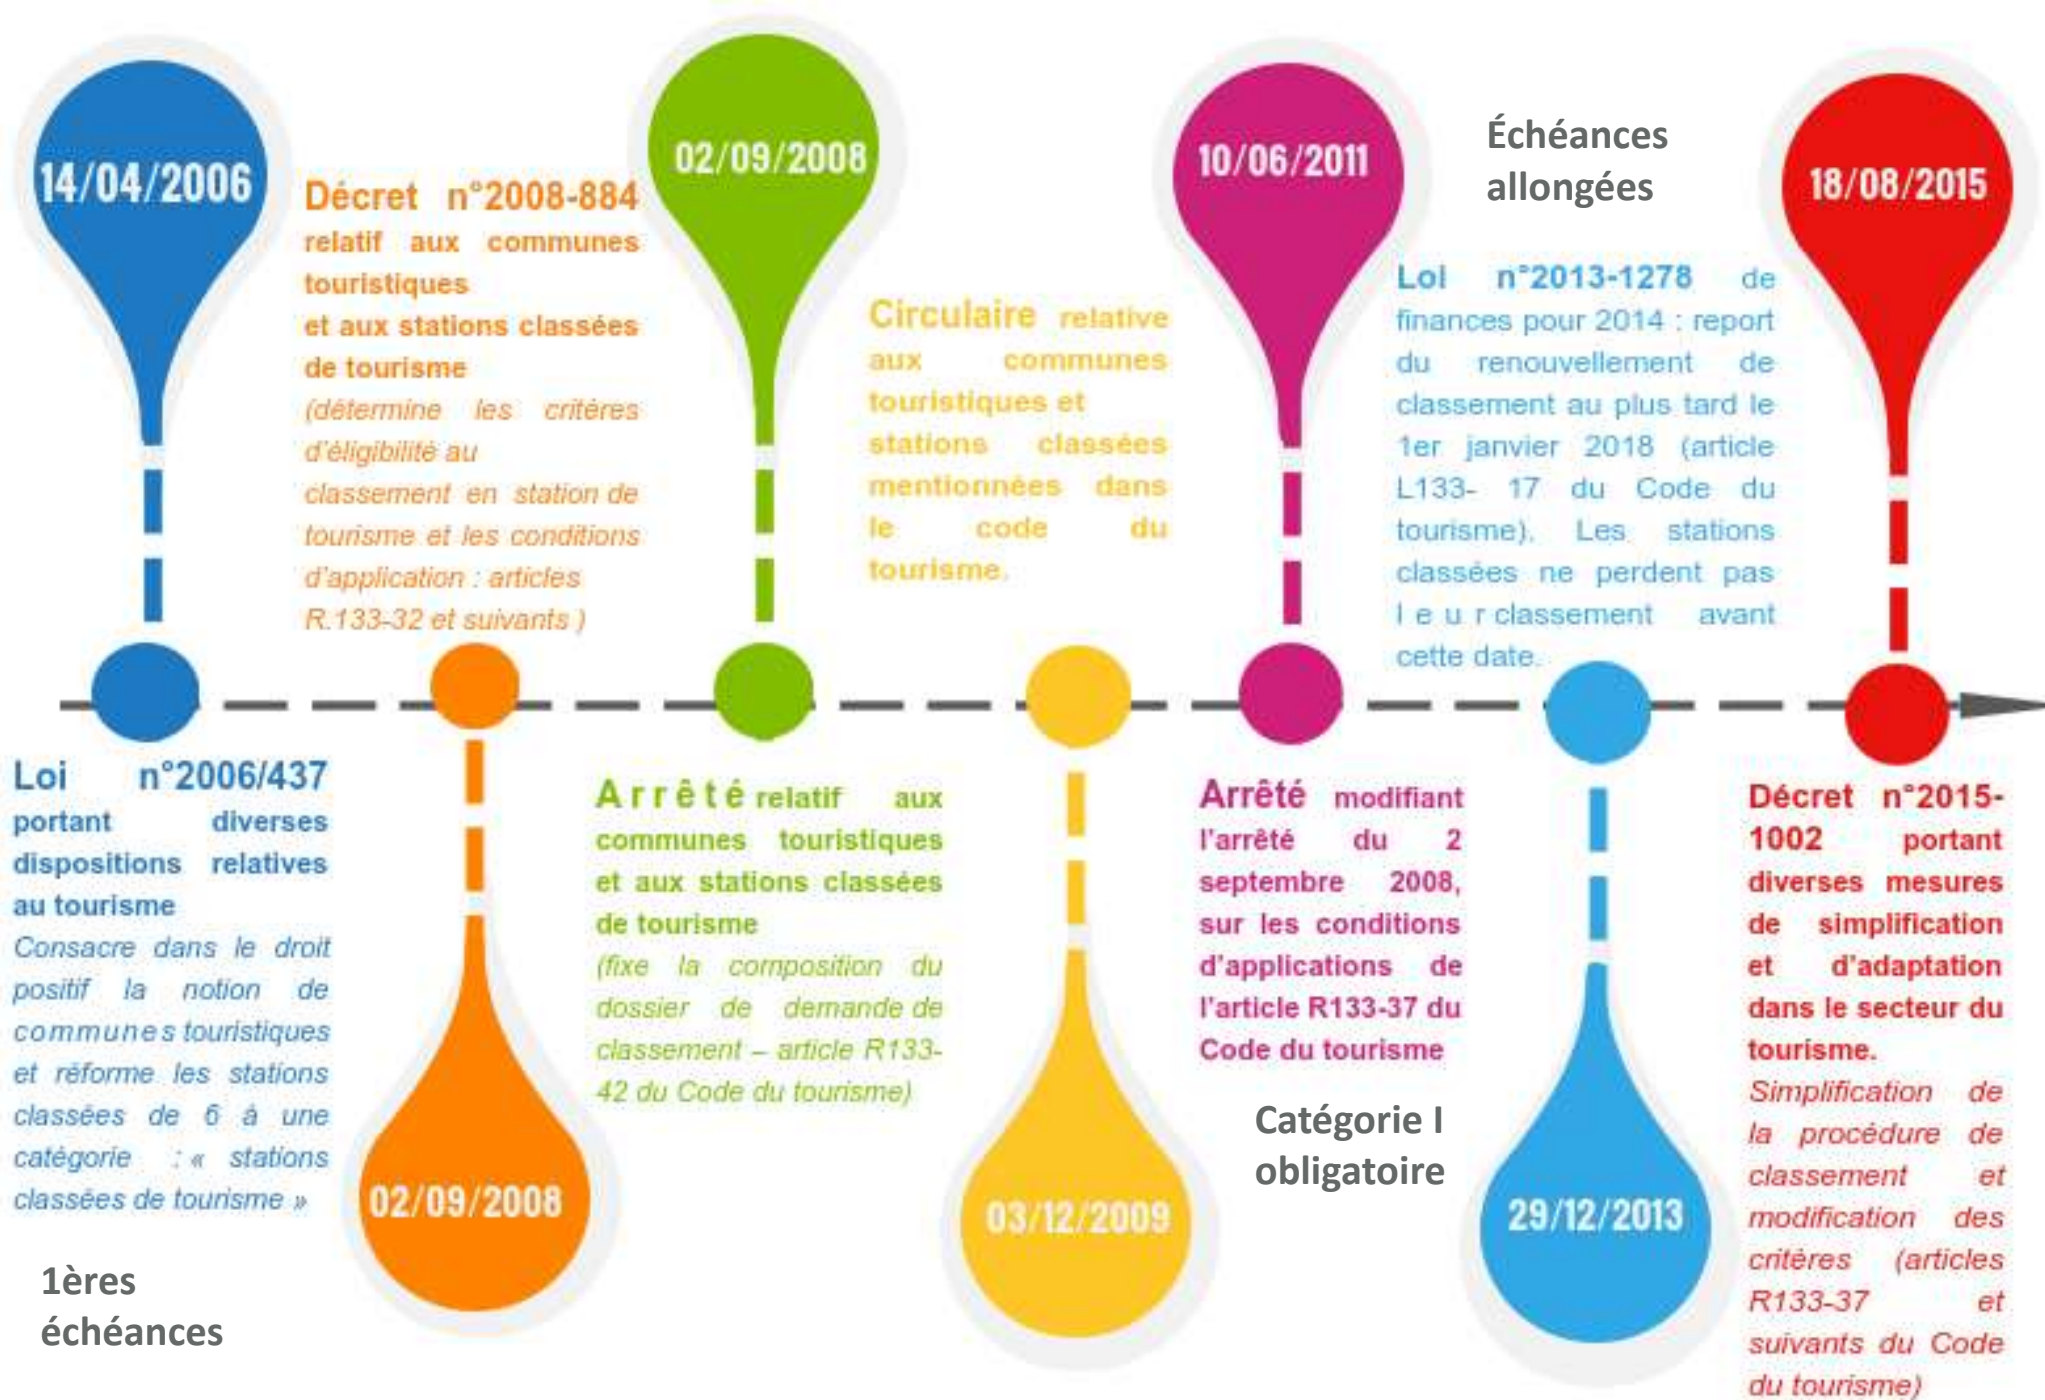 14/04/2006
Loi n°2006/437
portant diverses
dispositions relatives
au tourisme
Consacre dans le droit
positif la notion de
communes touristiques
et réforme les stations
classées de 6 à une
catégorie : « stations
classées de tourisme »
1ères
échéances
Décret n°2008-884
relatif aux communes
touristiques
et aux stations classées
de tourisme
(détermine les critères
d'éligibilité au
classement en station de
tourisme et les conditions
d'application : articles
R.133-32 et suivants )
02/09/2008
02/09/2008
Arrêté relatif aux
communes touristiques
et aux stations classées
de tourisme
(fixe la composition du
dossier de demande de
classement – article R133-
42 du Code du tourisme)
Circulaire relative
aux communes
touristiques et
stations classées
mentionnées dans
le code du
tourisme.
03/12/2009
10/06/2011
Arrêté modifiant
l'arrêté du 2
septembre 2008,
sur les conditions
d'applications de
l'article R133-37 du
Code du tourisme
Catégorie I
obligatoire
Échéances
allongées
Loi n°2013-1278 de
finances pour 2014 : report
du renouvellement de
classement au plus tard le
1er janvier 2018 (article
L133- 17 du Code du
tourisme). Les stations
classées ne perdent pas
leur classement avant
cette date.
29/12/2013
18/08/2015
Décret n°2015-
1002 portant
diverses mesures
de simplification
et d'adaptation
dans le secteur du
tourisme.
Simplification de
la procédure de
classement et
modification des
critères (articles
R133-37 et
suivants du Code
du tourisme)